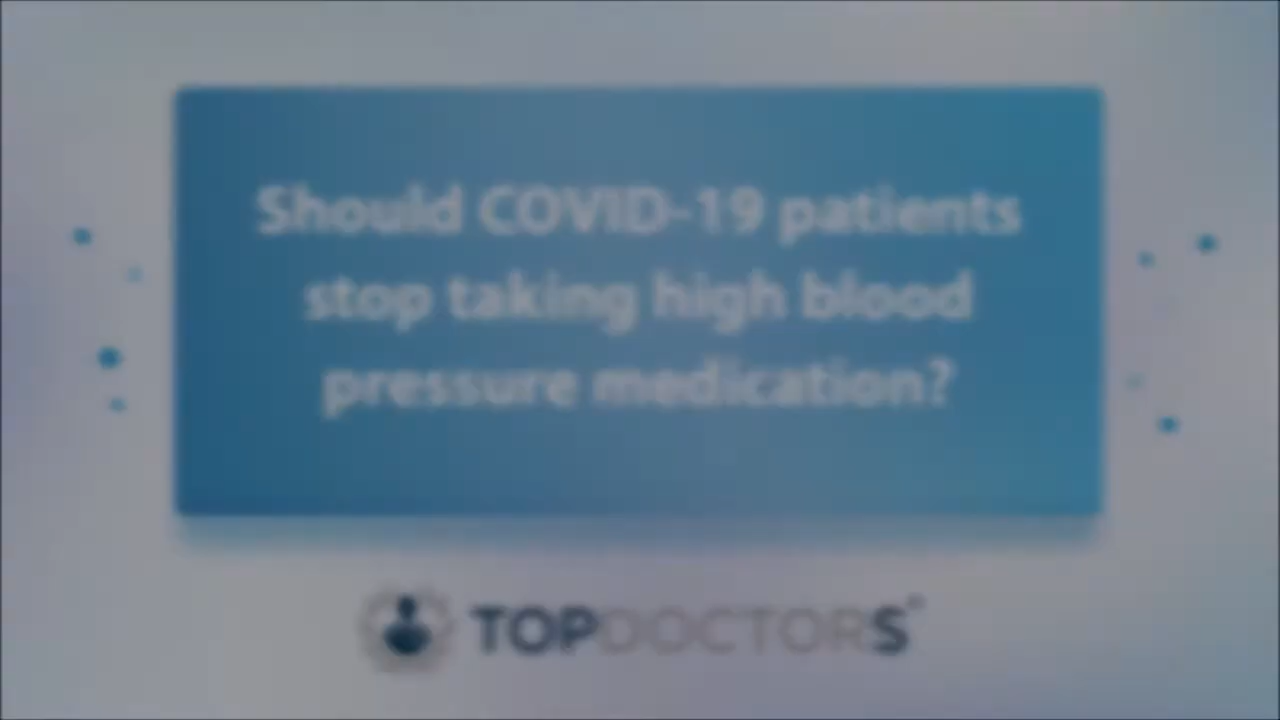 Should COVID-19 patients
stop taking high blood
pressure medication?
TOPDOCTORS